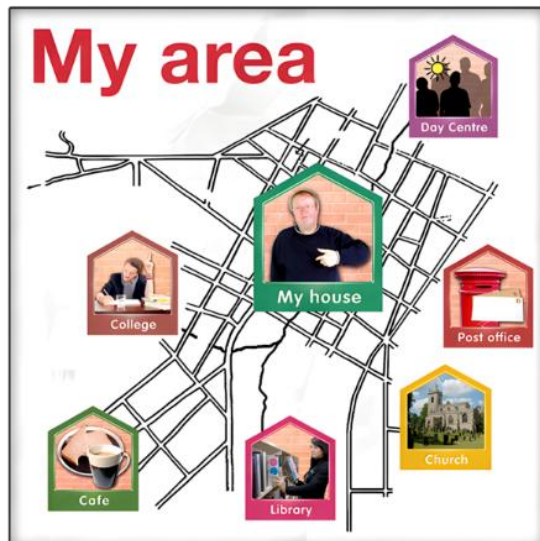 My area
Day Centre
My house
College
Post office
Church
Cafe
Library